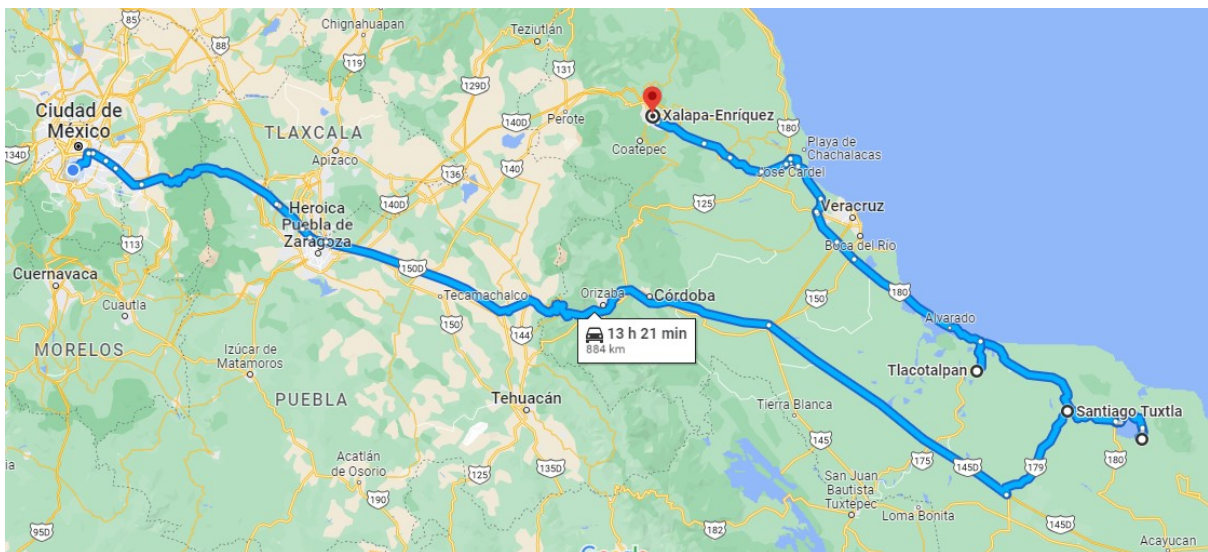 85
Chignahuapan
88
Teziutlán
119
129D
131
Ciudad de
México
TLAXCALA
140D
Perote
Xalapa-Enríquez
134D
Apizaco
Coatepec
180
Playa de
Chachalacas
136
140
José Cardel
140D
125
Heroica
Puebla de
Zaragoza
Veracruz
113
Boca del Río
Cuernavaca
150D
Tecamachalco
Orizaba
Córdoba
180
Cuautla
150
150
144
13 h 21 min
884 km
Alvarado
MORELOS
Izúcar de
Matamoros
Tlacotalpan
PUEBLA
Tehuacán
Tierra Blanca
Santiago Tuxtla
145
179
180
Acatlán
de Osorio
125
135D
175
145D
190
San Juan
Bautista
Tuxtepec
Loma Bonita
95D
182
145D
Acayucan